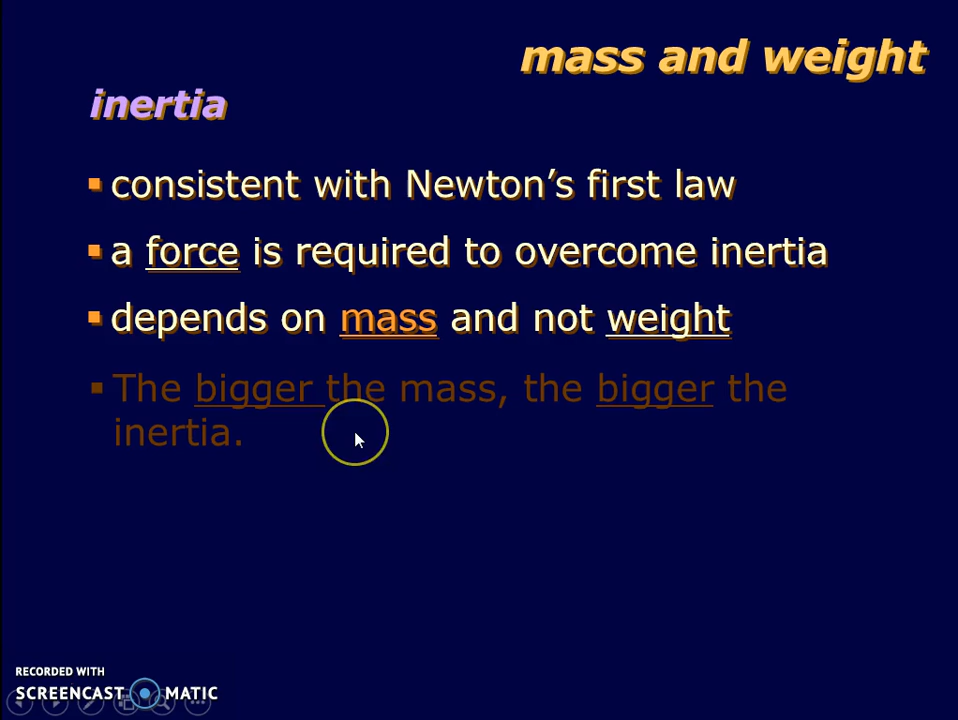 mass and weight
inertia
▪ consistent with Newton’s first law
▪ a force is required to overcome inertia
▪ depends on mass and not weight
▪ The bigger the mass, the bigger the
inertia.
RECORDED WITH
SCREENCAST MATIC